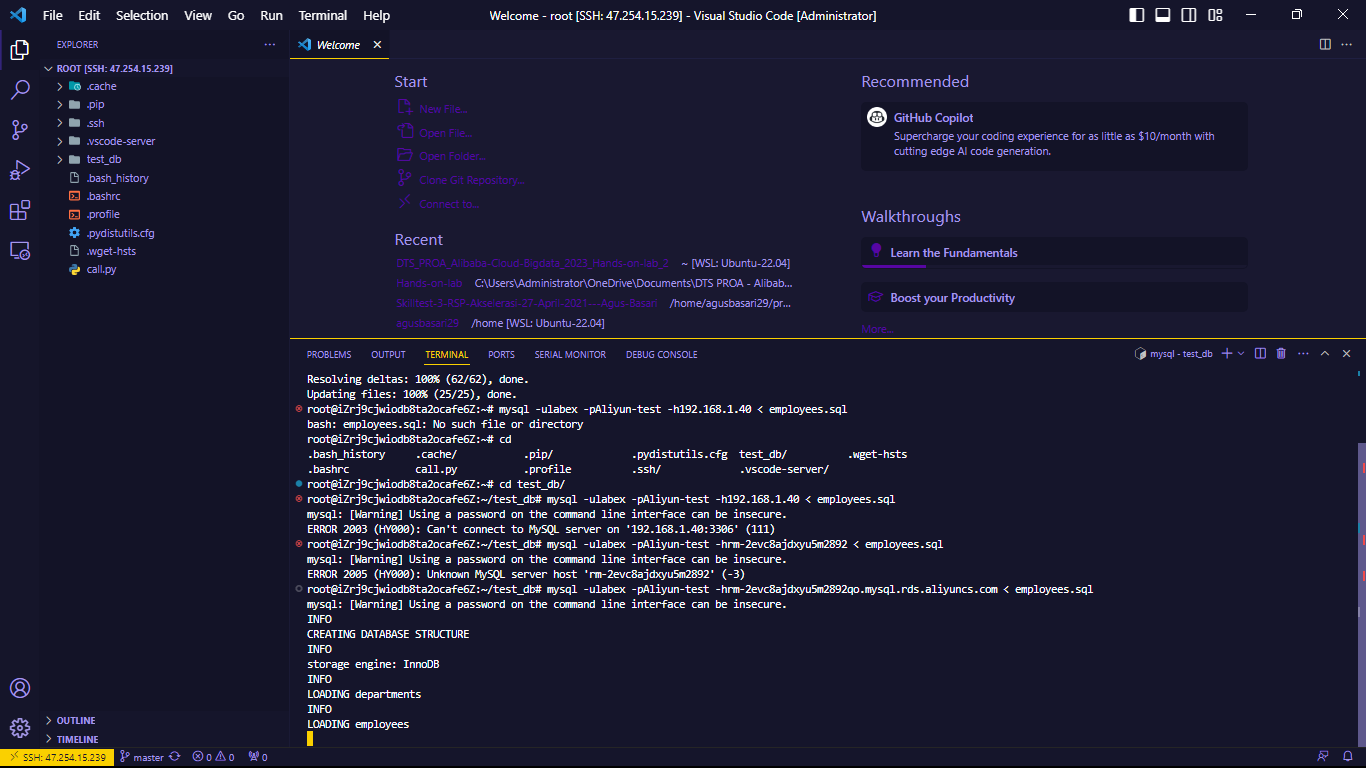 File Edit Selection View Go Run Terminal Help
Welcome - root [SSH: 47.254.15.239] - Visual Studio Code [Administrator]
EXPLORER
ROOT [SSH: 47.254.15.239]
.cache
.pip
.ssh
.vscode-server
test_db
.bash_history
.bashrc
.profile
.pydistutils.cfg
.wget-hsts
call.py
OUTLINE
TIMELINE
Welcome
Start
New File...
Open File...
Open Folder...
Clone Git Repository...
Connect to...
Recent
DTS_PROA_Alibaba-Cloud-Bigdata_2023_Hands-on-lab_2 ~ [WSL: Ubuntu-22.04]
Hands-on-lab C:\Users\Administrator\OneDrive\Documents\DTS PROA - Alibab...
Skilltest-3-RSP-Akselerasi-27-April-2021---Agus-Basari /home/agusbasari29/pr...
agusbasari29 /home [WSL: Ubuntu-22.04]
Recommended
GitHub Copilot
Supercharge your coding experience for as little as $10/month with
cutting edge AI code generation.
Walkthroughs
Learn the Fundamentals
Boost your Productivity
More...
PROBLEMS OUTPUT TERMINAL PORTS SERIAL MONITOR DEBUG CONSOLE
mysql - test_db
Resolving deltas: 100% (62/62), done.
Updating files: 100% (25/25), done.
root@iZrj9cjwiodb8ta2ocafe6Z:~# mysql -ulabex -pAliyun-test -h192.168.1.40 < employees.sql
bash: employees.sql: No such file or directory
root@iZrj9cjwiodb8ta2ocafe6Z:~# cd
.bash_history .cache/ .pip/ .pydistutils.cfg test_db/ .wget-hsts
.bashrc call.py .profile .ssh/ .vscode-server/
root@iZrj9cjwiodb8ta2ocafe6Z:~# cd test_db/
root@iZrj9cjwiodb8ta2ocafe6Z:~/test_db# mysql -ulabex -pAliyun-test -h192.168.1.40 < employees.sql
mysql: [Warning] Using a password on the command line interface can be insecure.
ERROR 2003 (HY000): Can't connect to MySQL server on '192.168.1.40:3306' (111)
root@iZrj9cjwiodb8ta2ocafe6Z:~/test_db# mysql -ulabex -pAliyun-test -hrm-2evc8ajdxyu5m2892 < employees.sql
mysql: [Warning] Using a password on the command line interface can be insecure.
ERROR 2005 (HY000): Unknown MySQL server host 'rm-2evc8ajdxyu5m2892' (-3)
root@iZrj9cjwiodb8ta2ocafe6Z:~/test_db# mysql -ulabex -pAliyun-test -hrm-2evc8ajdxyu5m2892qo.mysql.rds.aliyuncs.com < employees.sql
mysql: [Warning] Using a password on the command line interface can be insecure.
INFO
CREATING DATABASE STRUCTURE
INFO
storage engine: InnoDB
INFO
LOADING departments
INFO
LOADING employees
SSH: 47.254.15.239 master 0 0 0